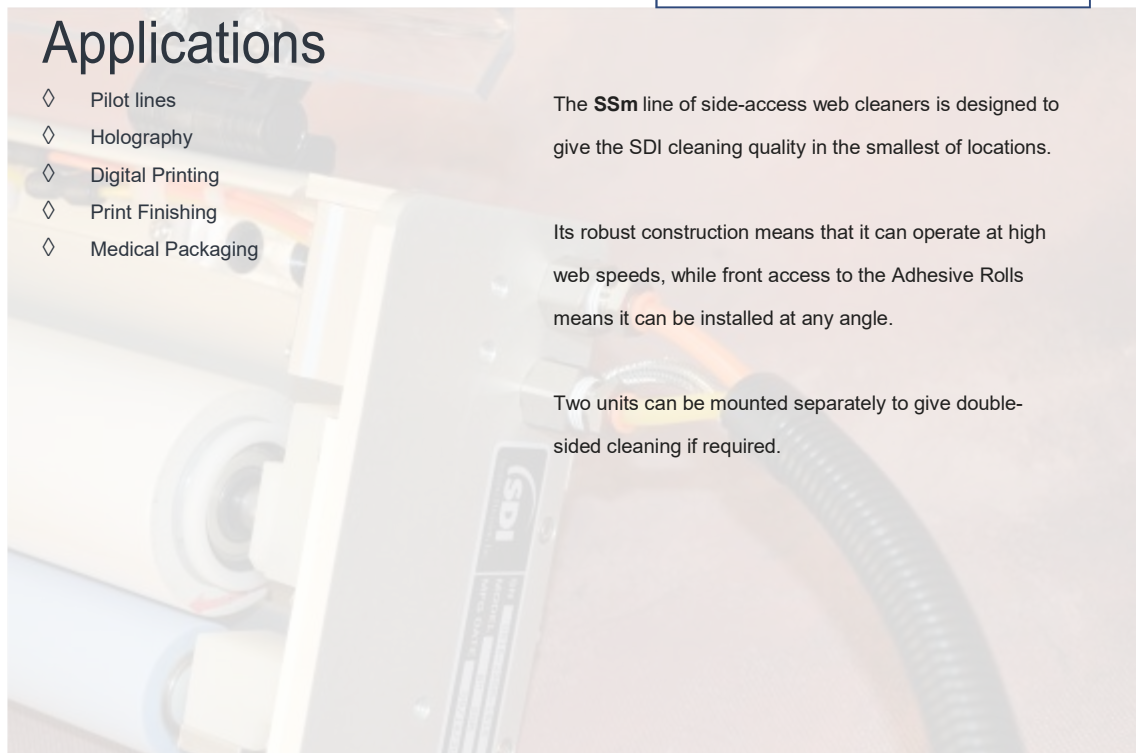 Applications
◊ Pilot lines
◊ Holography
◊ Digital Printing
◊ Print Finishing
◊ Medical Packaging
The SSm line of side-access web cleaners is designed to
give the SDI cleaning quality in the smallest of locations.
Its robust construction means that it can operate at high
web speeds, while front access to the Adhesive Rolls
means it can be installed at any angle.
Two units can be mounted separately to give double-
sided cleaning if required.
SDI
MODEL
MFG DATE